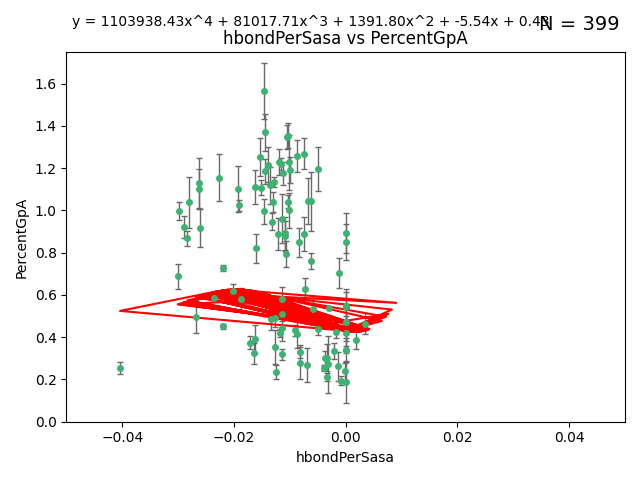 y = 1103938.43x^4 + 81017.71x^3 + 1391.80x^2 + -5.54x + 0.43
N = 399
hbondPerSasa vs PercentGpA
PercentGpA
1.6
1.4
1.2
1.0
0.8
0.6
0.4
0.2
0.0
−0.04 −0.02 0.00 0.02 0.04
hbondPerSasa